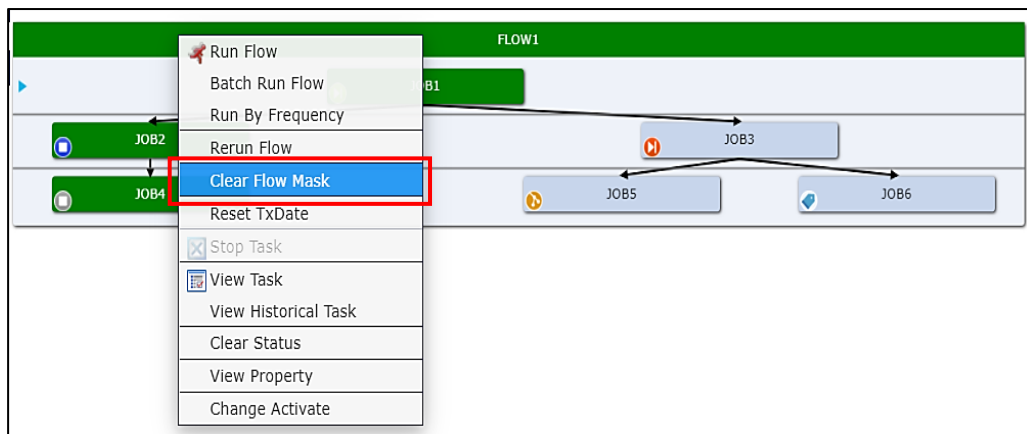 FLOW1
Run Flow
Batch Run Flow
B1
Run By Frequency
JOB2
Rerun Flow
JOB3
Clear Flow Mask
JOB4
JOB5
JOB6
Reset TxDate
Stop Task
View Task
View Historical Task
Clear Status
View Property
Change Activate